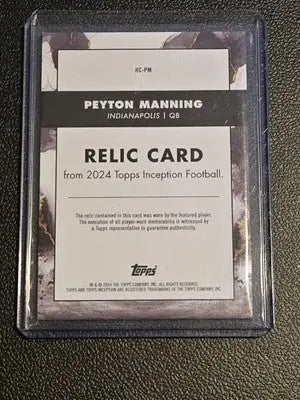 RC-PM
PEYTON MANNING
INDIANAPOLIS | QB
RELIC CARD
from 2024 Topps Inception Football.
The relic contained in this card was worn by the featured player.
The execution of all player-worn memorabilia is witnessed by
a Topps representative to guarantee authenticity.
Topps
® & © 2024 THE TOPPS COMPANY, INC. ALL RIGHTS RESERVED.
TOPPS AND TOPPS INCEPTION ARE REGISTERED TRADEMARKS OF THE TOPPS COMPANY, INC.